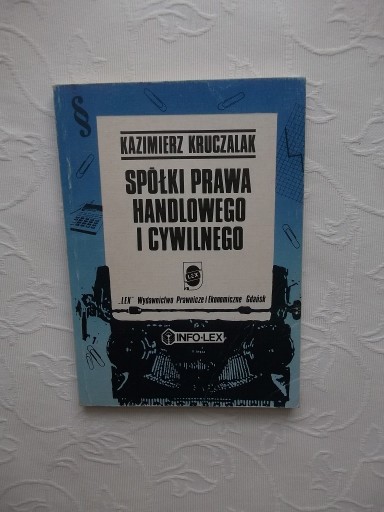 §
KAZIMIERZ KRUCZALAK
SPÓŁKI PRAWA
HANDLOWEGO
I CYWILNEGO
LEX
„LEX” Wydawnictwo Prawnicze i Ekonomiczne Gdańsk
INFO-LEX